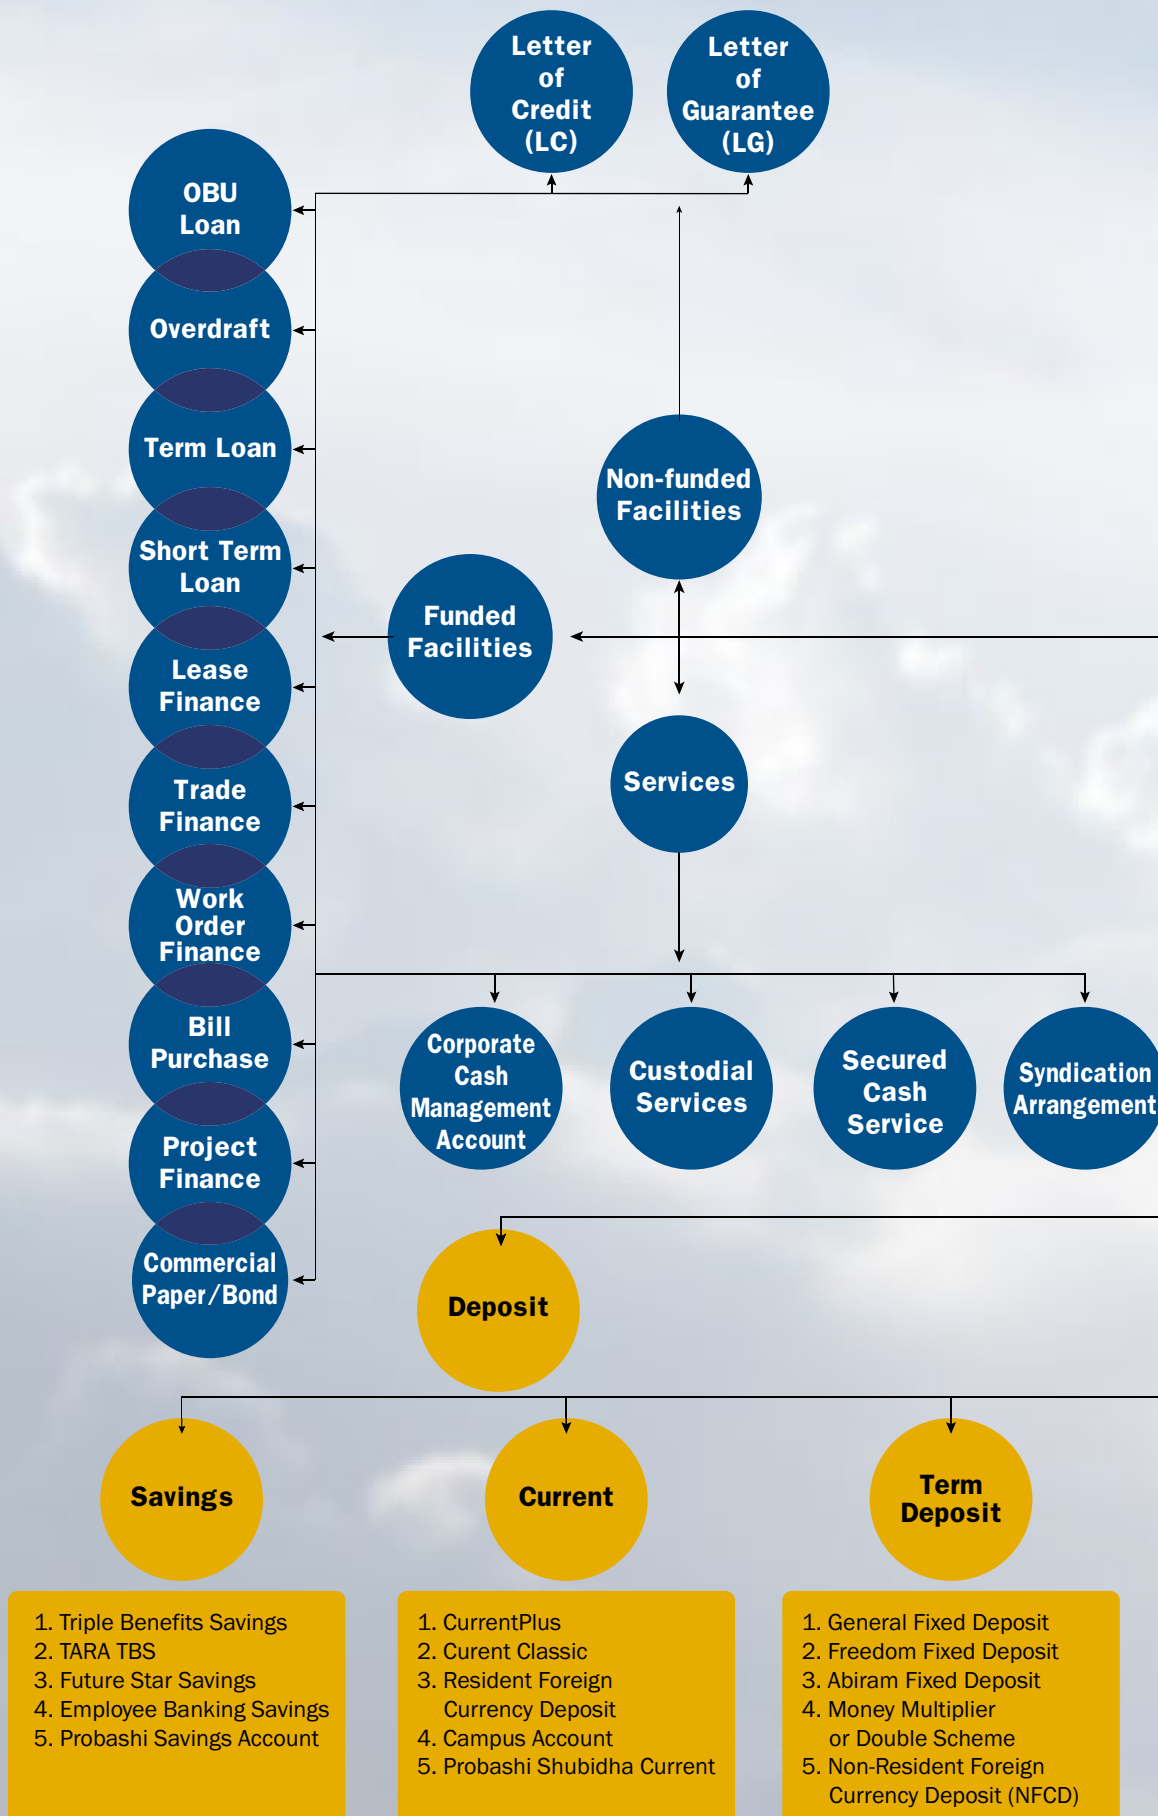 Letter
of
Credit
(LC)
Letter
of
Guarantee
(LG)
OBU
Loan
Overdraft
Term Loan
Short Term
Loan
Lease
Finance
Trade
Finance
Work
Order
Finance
Bill
Purchase
Project
Finance
Commercial
Paper/Bond
Non-funded
Facilities
Funded
Facilities
Services
Corporate
Cash
Management
Account
Custodial
Services
Secured
Cash
Service
Syndication
Arrangement
Deposit
Savings
Current
Term
Deposit
1. Triple Benefits Savings
2. TARA TBS
3. Future Star Savings
4. Employee Banking Savings
5. Probashi Savings Account
1. CurrentPlus
2. Curent Classic
3. Resident Foreign
Currency Deposit
4. Campus Account
5. Probashi Shubidha Current
1. General Fixed Deposit
2. Freedom Fixed Deposit
3. Abiram Fixed Deposit
4. Money Multiplier
or Double Scheme
5. Non-Resident Foreign
Currency Deposit (NFCD)